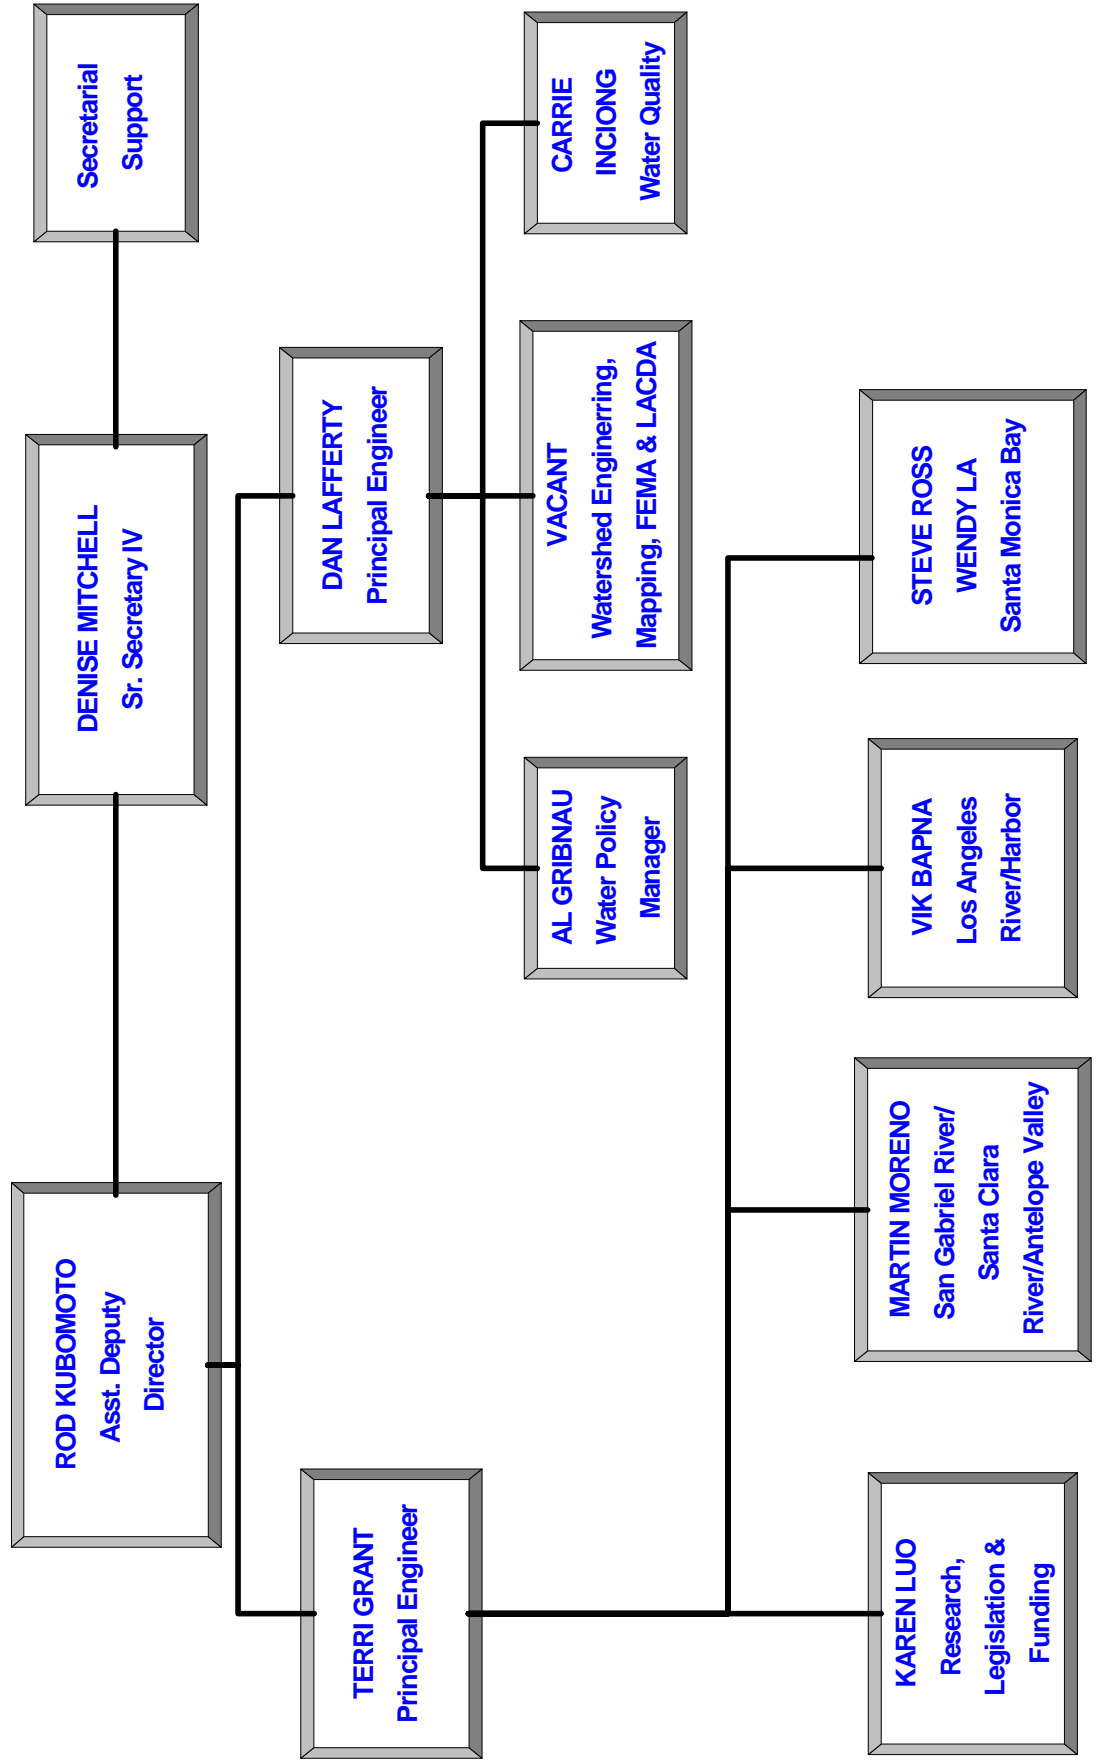 ROD KUBOMOTO
Asst. Deputy
Director
DENISE MITCHELL
Sr. Secretary IV
Secretarial
Support
TERRI GRANT
Principal Engineer
DAN LAFFERTY
Principal Engineer
AL GRIBNAU
Water Policy
Manager
VACANT
Watershed Enginerring,
Mapping, FEMA & LACDA
CARRIE
INCIONG
Water Quality
KAREN LUO
Research,
Legislation &
Funding
MARTIN MORENO
San Gabriel River/
Santa Clara
River/Antelope Valley
VIK BAPNA
Los Angeles
River/Harbor
STEVE ROSS
WENDY LA
Santa Monica Bay